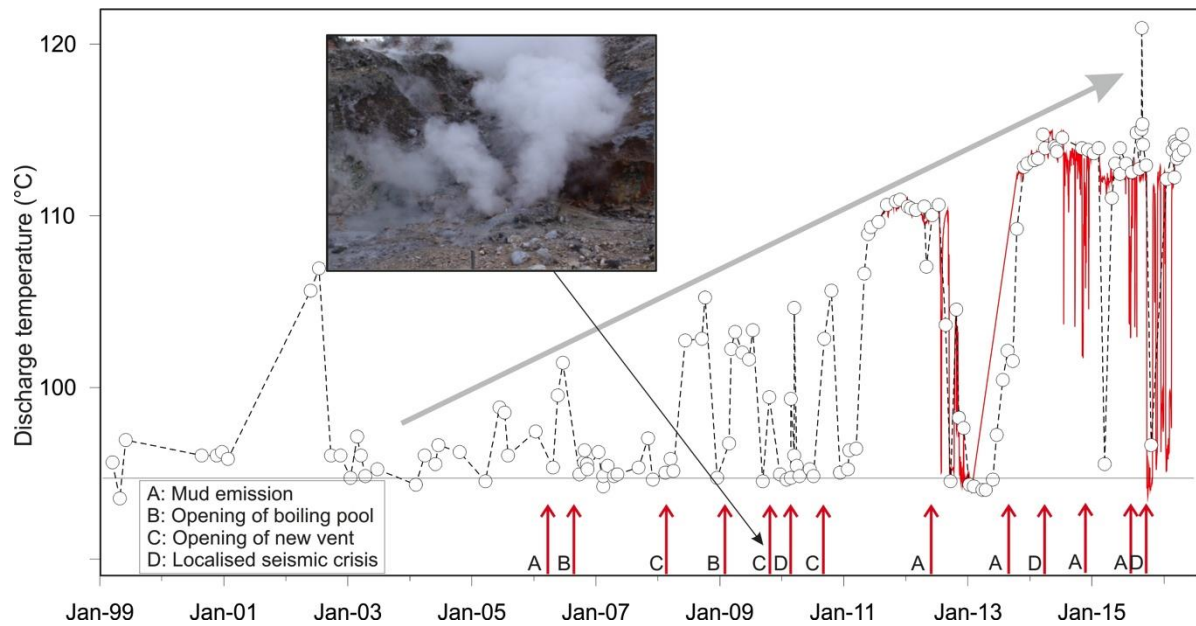 Discharge temperature (°C)
120
110
100
A: Mud emission
B: Opening of boiling pool
C: Opening of new vent
D: Localised seismic crisis
A B C B C D C A A D A A D
Jan-99 Jan-01 Jan-03 Jan-05 Jan-07 Jan-09 Jan-11 Jan-13 Jan-15